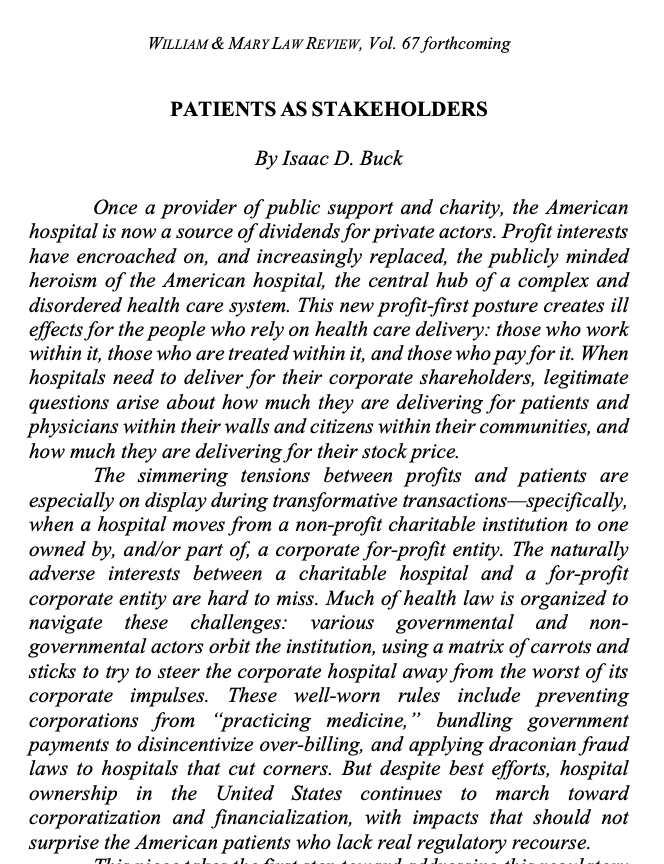 WILLIAM & MARY LAW REVIEW, Vol. 67 forthcoming
PATIENTS AS STAKEHOLDERS
By Isaac D. Buck
Once a provider of public support and charity, the American
hospital is now a source of dividends for private actors. Profit interests
have encroached on, and increasingly replaced, the publicly minded
heroism of the American hospital, the central hub of a complex and
disordered health care system. This new profit-first posture creates ill
effects for the people who rely on health care delivery: those who work
within it, those who are treated within it, and those who pay for it. When
hospitals need to deliver for their corporate shareholders, legitimate
questions arise about how much they are delivering for patients and
physicians within their walls and citizens within their communities, and
how much they are delivering for their stock price.
The simmering tensions between profits and patients are
especially on display during transformative transactions—specifically,
when a hospital moves from a non-profit charitable institution to one
owned by, and/or part of, a corporate for-profit entity. The naturally
adverse interests between a charitable hospital and a for-profit
corporate entity are hard to miss. Much of health law is organized to
navigate these challenges: various governmental and non-
governmental actors orbit the institution, using a matrix of carrots and
sticks to try to steer the corporate hospital away from the worst of its
corporate impulses. These well-worn rules include preventing
corporations from “practicing medicine,” bundling government
payments to disincentivize over-billing, and applying draconian fraud
laws to hospitals that cut corners. But despite best efforts, hospital
ownership in the United States continues to march toward
corporatization and financialization, with impacts that should not
surprise the American patients who lack real regulatory recourse.
This piece takes the first step toward addressing this regulatory